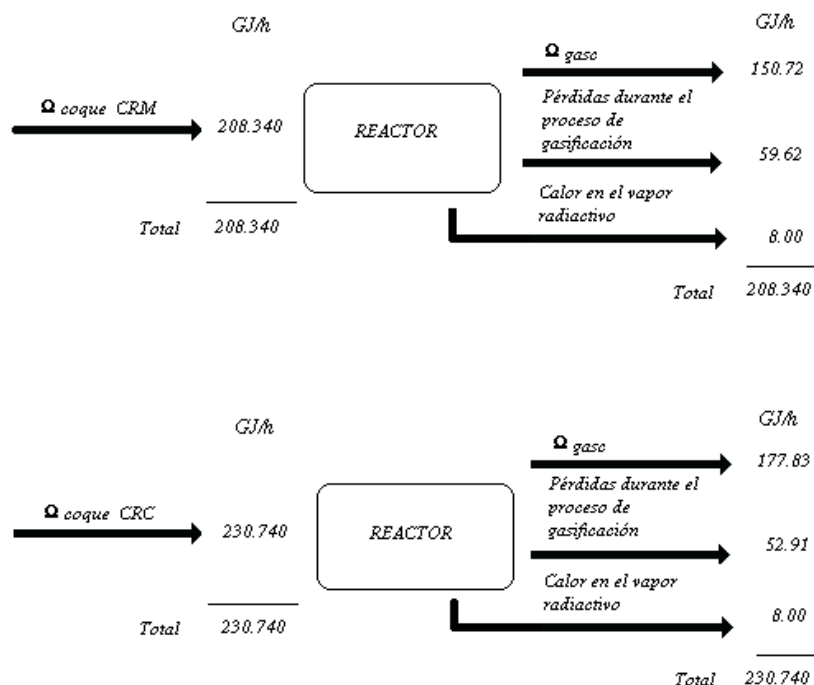 GJ/h
GJ/h
Ω gasc
150.72
Ω coque CRM
208.340
REACTOR
Pérdidas durante el
proceso de
gasificación
59.62
Calor en el vapor
radiactivo
Total
208.340
8.00
Total
208.340
GJ/h
GJ/h
Ω gasc
177.83
Ω coque CRC
230.740
REACTOR
Pérdidas durante el
proceso de
gasificación
52.91
Calor en el vapor
radiactivo
Total
230.740
8.00
Total
230.740